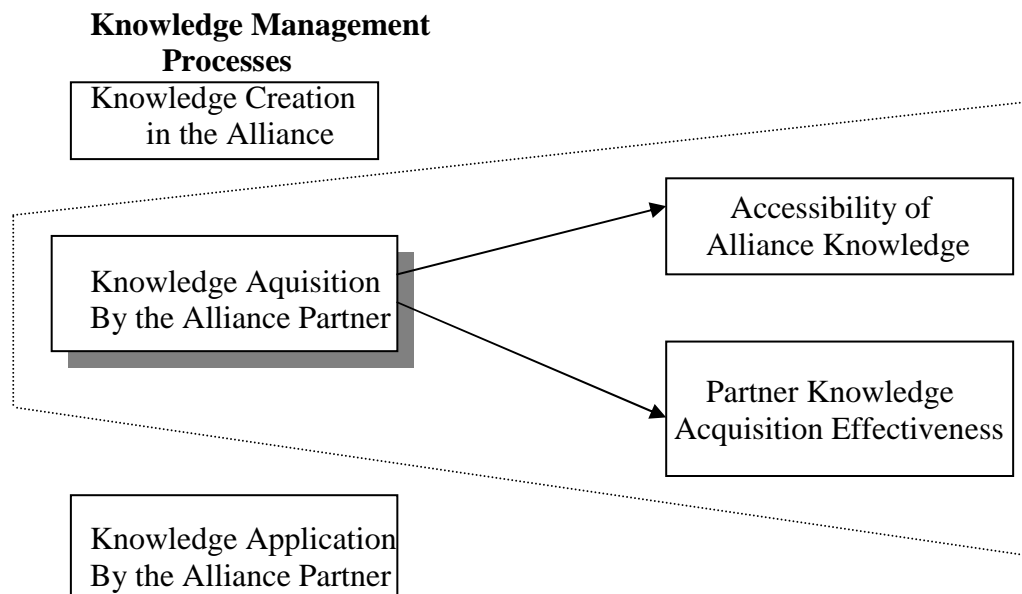 Knowledge Management
Processes
Knowledge Creation
in the Alliance
Accessibility of
Alliance Knowledge
Knowledge Aquisition
By the Alliance Partner
Partner Knowledge
Acquisition Effectiveness
Knowledge Application
By the Alliance Partner